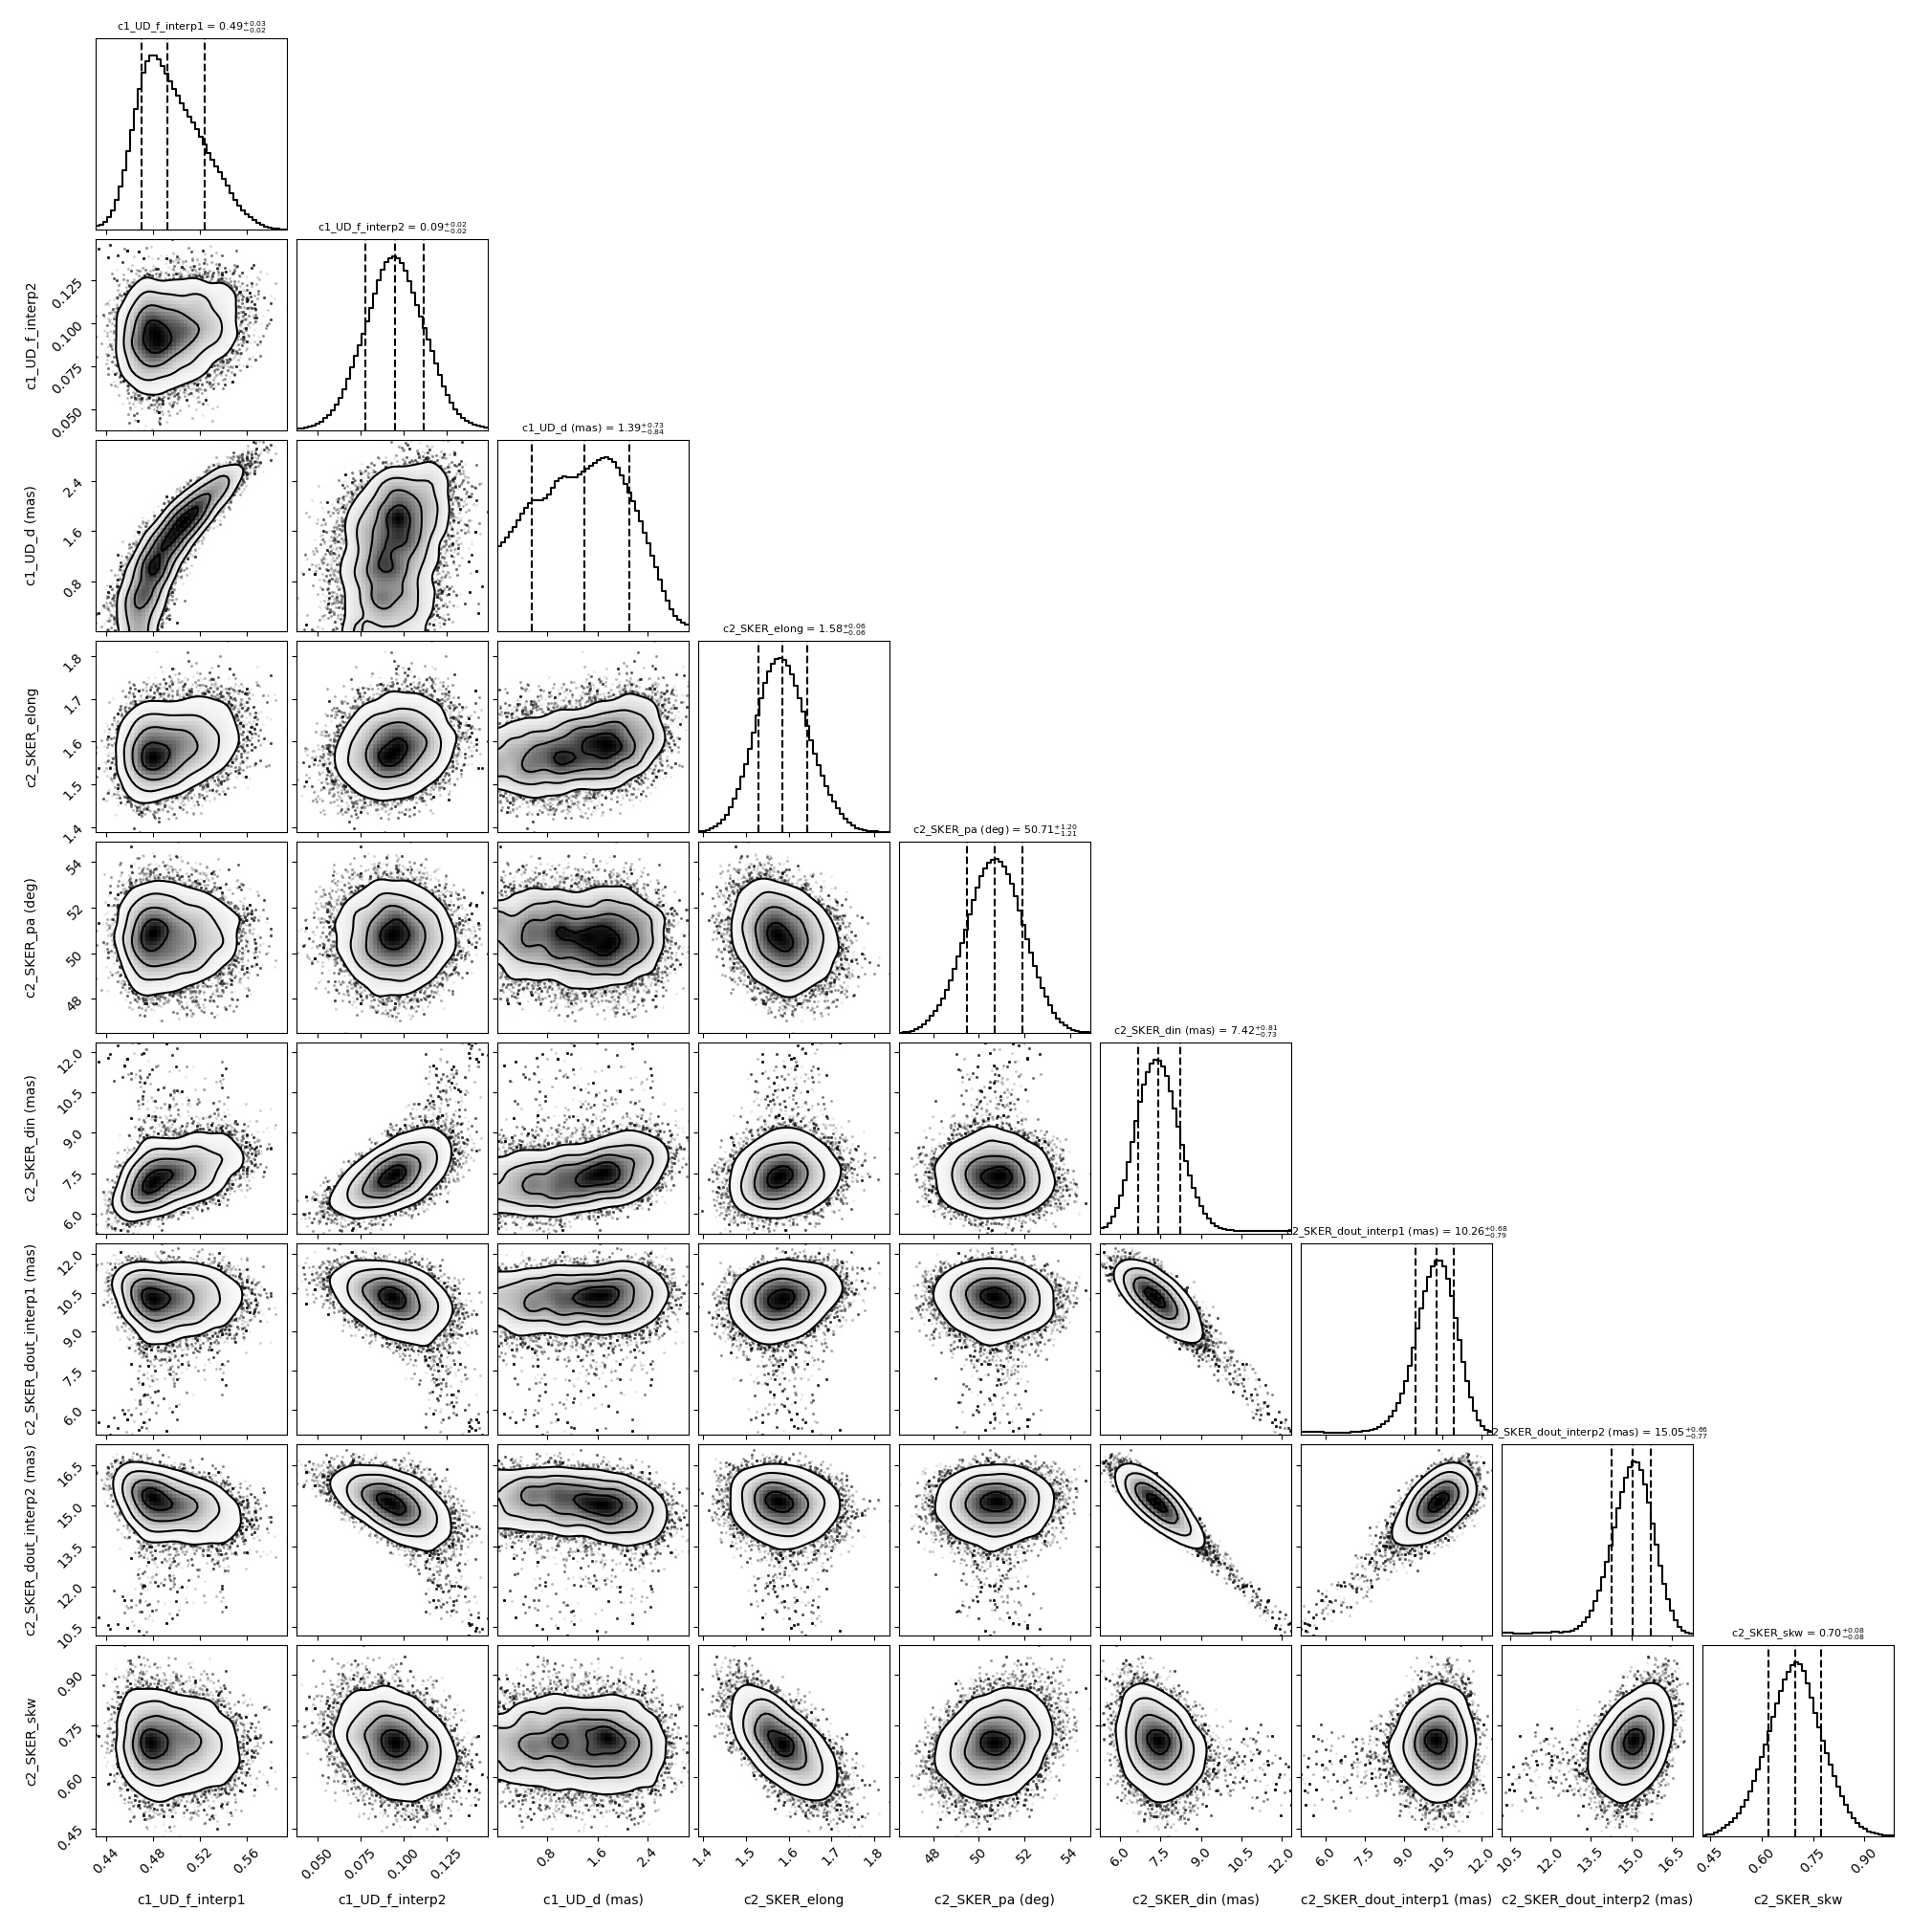 c1_UD_f_interp1 = 0.49 +0.03 −0.02
c1_UD_f_interp2 = 0.09 +0.02 −0.02
0.125
0.100
0.075
0.050
c1_UD_f_interp2
c1_UD_d (mas) = 1.39 +0.73 −0.84
2.4
1.6
0.8
c1_UD_d (mas)
c2_SKER_elong = 1.58 +0.06 −0.06
1.8
1.7
1.6
1.5
1.4
c2_SKER_elong
c2_SKER_pa (deg) = 50.71 +1.20 −1.21
54
52
50
48
c2_SKER_pa (deg)
c2_SKER_din (mas) = 7.42 +0.81 −0.73
12.0
10.5
9.0
7.5
6.0
c2_SKER_din (mas)
2_SKER_dout_interp1 (mas) = 10.26 +0.68 −0.79
12.0
10.5
9.0
7.5
6.0
c2_SKER_dout_interp1 (mas)
2_SKER_dout_interp2 (mas) = 15.05 +0.66 −0.77
16.5
15.0
13.5
12.0
10.5
c2_SKER_dout_interp2 (mas)
c2_SKER_skw = 0.70 +0.08 −0.08
0.90
0.75
0.60
0.45
c2_SKER_skw
0.44 0.48 0.52 0.56 0.050 0.075 0.100 0.125 0.8 1.6 2.4 1.4 1.5 1.6 1.7 1.8 48 50 52 54 6.0 7.5 9.0 10.5 12.0 6.0 7.5 9.0 10.5 12.0 10.5 12.0 13.5 15.0 16.5 0.45 0.60 0.75 0.90
c1_UD_f_interp1 c1_UD_f_interp2 c1_UD_d (mas) c2_SKER_elong c2_SKER_pa (deg) c2_SKER_din (mas) c2_SKER_dout_interp1 (mas) c2_SKER_dout_interp2 (mas) c2_SKER_skw